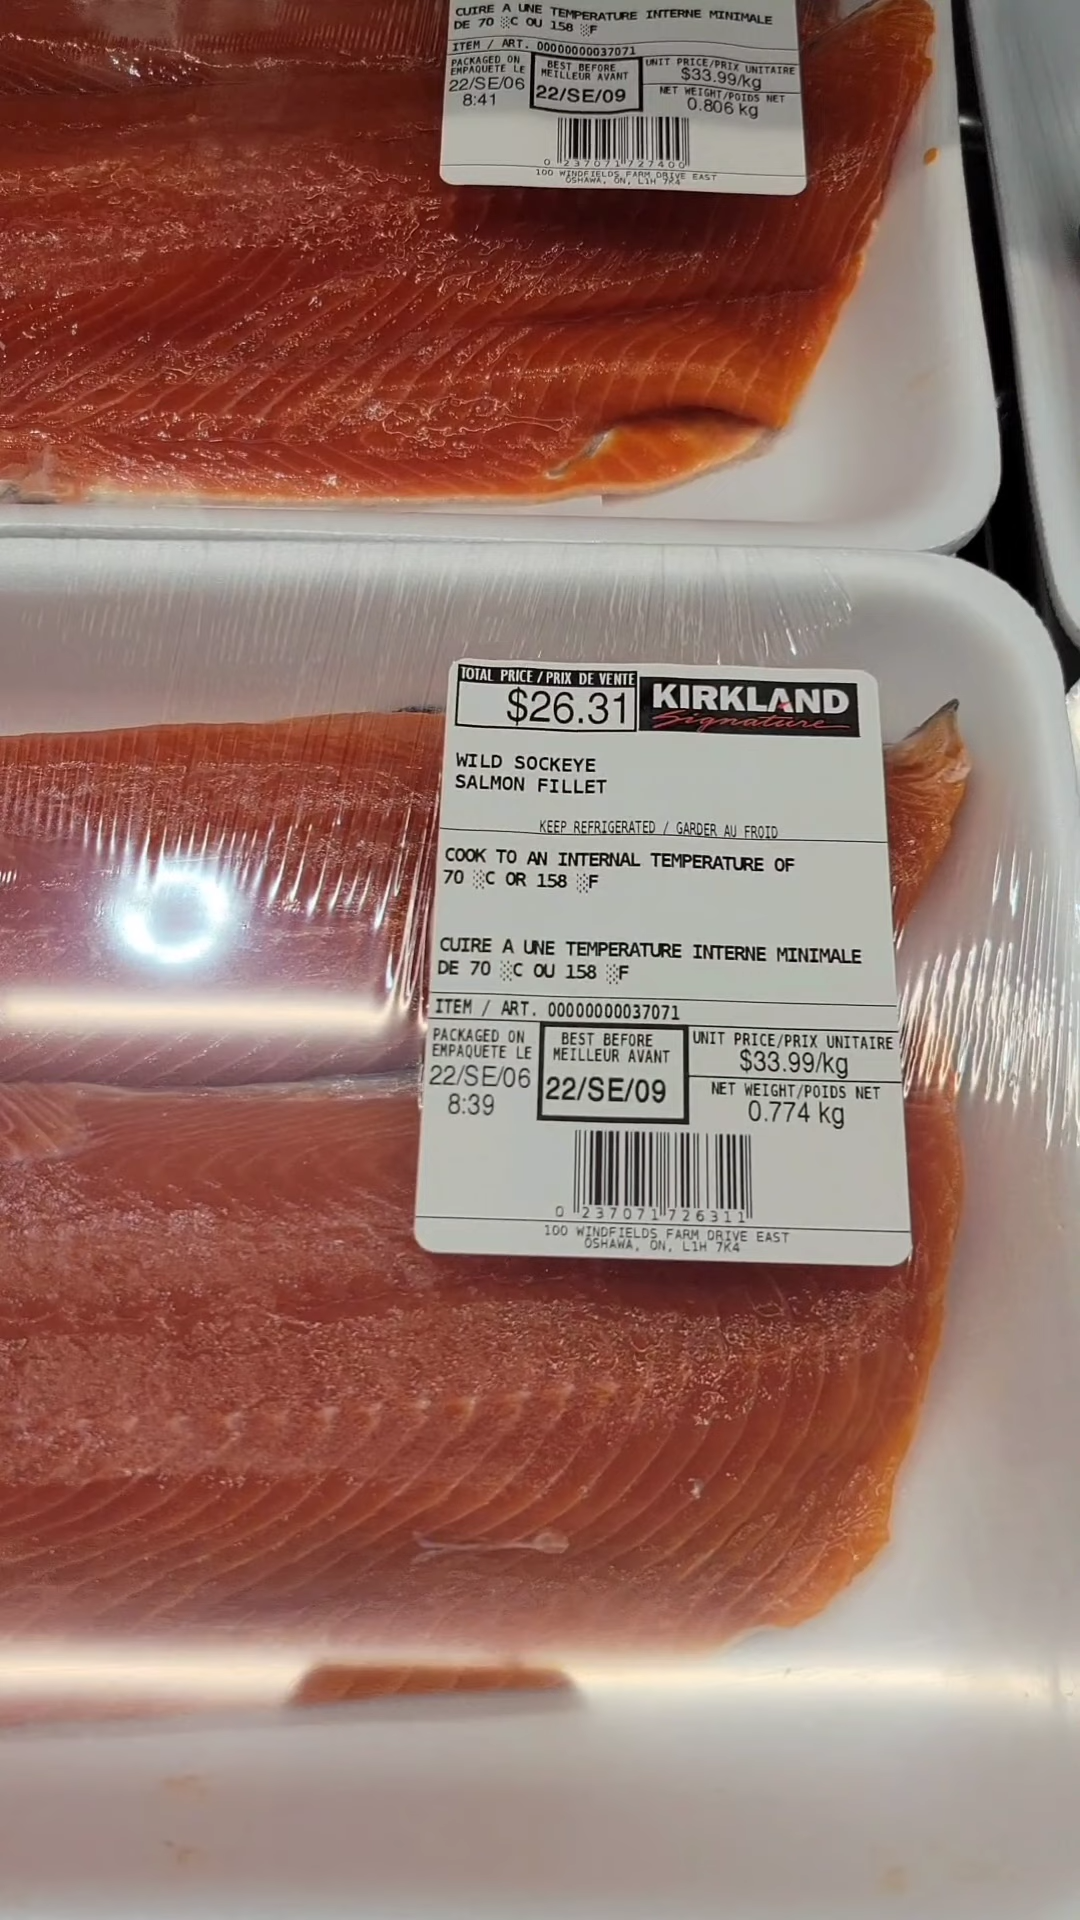 CUIRE A UNE TEMPERATURE INTERNE MINIMALE
DE 70 ░C OU 158 ░F
ITEM / ART. 00000000037071
PACKAGED ON
EMPAQUETE LE
22/SE/06
8:41
BEST BEFORE
MEILLEUR AVANT
22/SE/09
UNIT PRICE/PRIX UNITAIRE
$33.99/kg
NET WEIGHT/POIDS NET
0.806 kg
0 237071 727400
100 WINDFIELDS FARM DRIVE EAST
OSHAWA, ON, L1H 7K4
TOTAL PRICE / PRIX DE VENTE
$26.31
KIRKLAND
Signature
WILD SOCKEYE
SALMON FILLET
KEEP REFRIGERATED / GARDER AU FROID
COOK TO AN INTERNAL TEMPERATURE OF
70 ░C OR 158 ░F
CUIRE A UNE TEMPERATURE INTERNE MINIMALE
DE 70 ░C OU 158 ░F
ITEM / ART. 00000000037071
PACKAGED ON
EMPAQUETE LE
22/SE/06
8:39
BEST BEFORE
MEILLEUR AVANT
22/SE/09
UNIT PRICE/PRIX UNITAIRE
$33.99/kg
NET WEIGHT/POIDS NET
0.774 kg
0 237071 726311
100 WINDFIELDS FARM DRIVE EAST
OSHAWA, ON, L1H 7K4